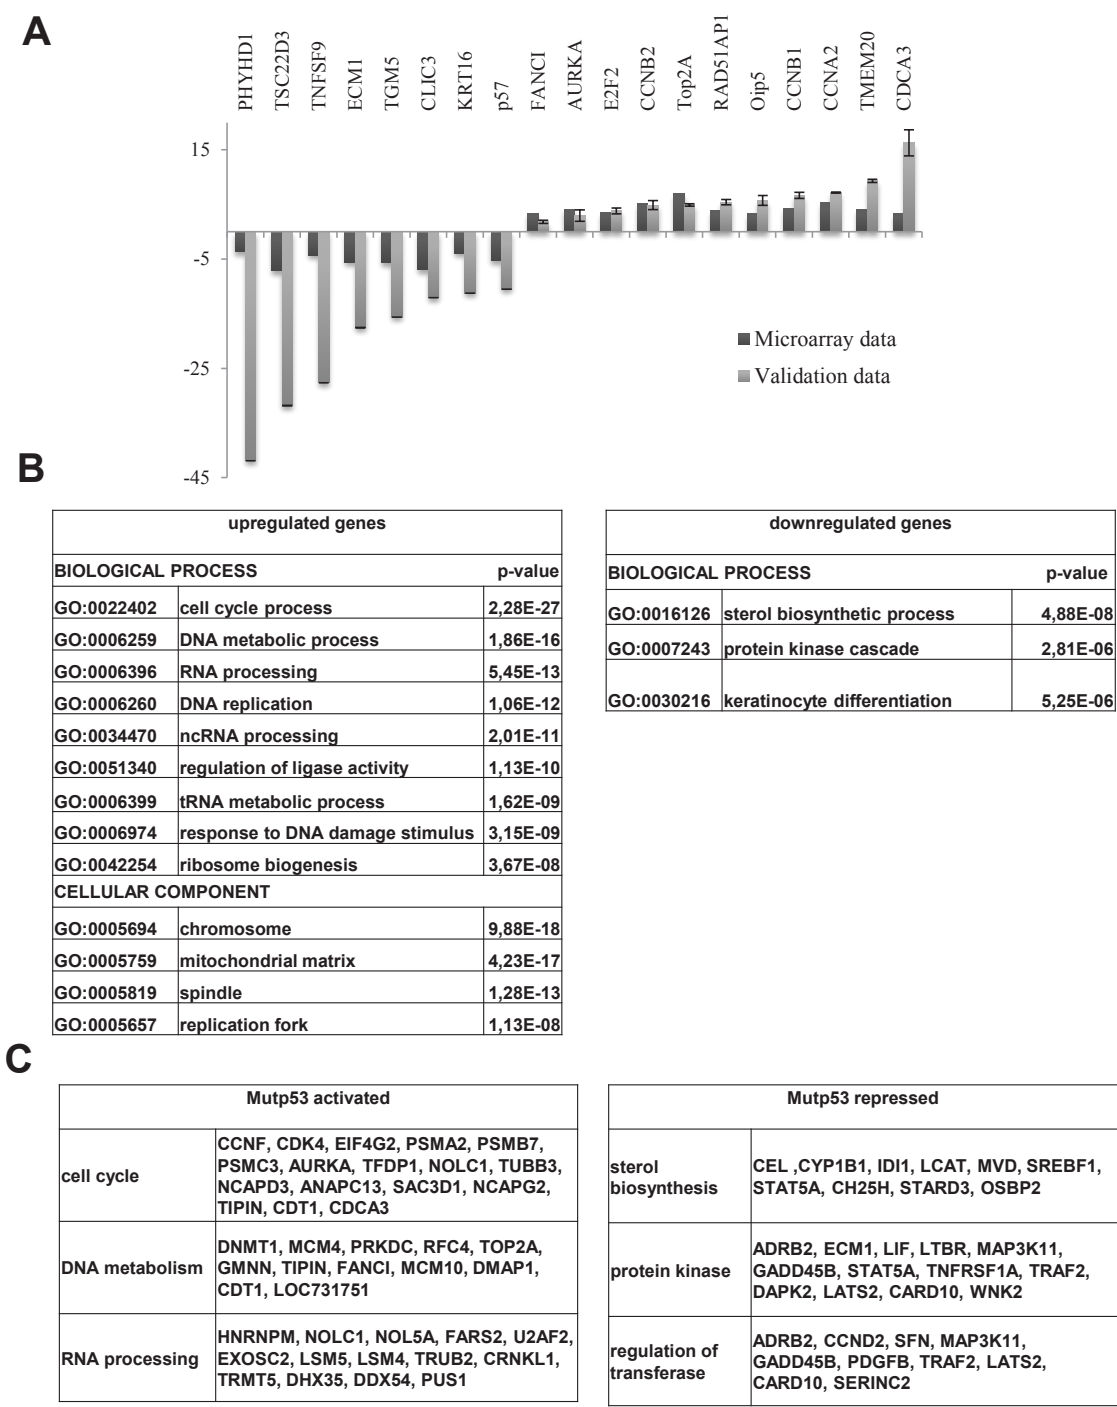 A
PHYHD1
TSC22D3
TNFSF9
ECM1
TGM5
CLIC3
KRT16
p57
FANCI
AURKA
E2F2
CCNB2
Top2A
RAD51AP1
Oip5
CCNB1
CCNA2
TMEM20
CDCA3
15
-5
-25
-45
Microarray data
Validation data
B
upregulated genes
BIOLOGICAL PROCESS p-value
GO:0022402 cell cycle process 2,28E-27
GO:0006259 DNA metabolic process 1,86E-16
GO:0006396 RNA processing 5,45E-13
GO:0006260 DNA replication 1,06E-12
GO:0034470 ncRNA processing 2,01E-11
GO:0051340 regulation of ligase activity 1,13E-10
GO:0006399 tRNA metabolic process 1,62E-09
GO:0006974 response to DNA damage stimulus 3,15E-09
GO:0042254 ribosome biogenesis 3,67E-08
CELLULAR COMPONENT
GO:0005694 chromosome 9,88E-18
GO:0005759 mitochondrial matrix 4,23E-17
GO:0005819 spindle 1,28E-13
GO:0005657 replication fork 1,13E-08
downregulated genes
BIOLOGICAL PROCESS p-value
GO:0016126 sterol biosynthetic process 4,88E-08
GO:0007243 protein kinase cascade 2,81E-06
GO:0030216 keratinocyte differentiation 5,25E-06
C
Mutp53 activated
cell cycle
CCNF, CDK4, EIF4G2, PSMA2, PSMB7,
PSMC3, AURKA, TFDP1, NOLC1, TUBB3,
NCAPD3, ANAPC13, SAC3D1, NCAPG2,
TIPIN, CDT1, CDCA3
DNA metabolism
DNMT1, MCM4, PRKDC, RFC4, TOP2A,
GMNN, TIPIN, FANCI, MCM10, DMAP1,
CDT1, LOC731751
RNA processing
HNRNPM, NOLC1, NOL5A, FARS2, U2AF2,
EXOSC2, LSM5, LSM4, TRUB2, CRNKL1,
TRMT5, DHX35, DDX54, PUS1
Mutp53 repressed
sterol
biosynthesis
CEL ,CYP1B1, IDI1, LCAT, MVD, SREBF1,
STAT5A, CH25H, STARD3, OSBP2
protein kinase
ADRB2, ECM1, LIF, LTBR, MAP3K11,
GADD45B, STAT5A, TNFRSF1A, TRAF2,
DAPK2, LATS2, CARD10, WNK2
regulation of
transferase
ADRB2, CCND2, SFN, MAP3K11,
GADD45B, PDGFB, TRAF2, LATS2,
CARD10, SERINC2